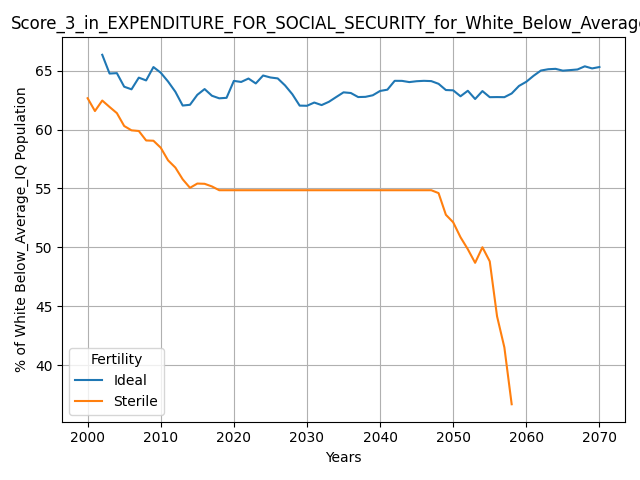 Score_3_in_EXPENDITURE_FOR_SOCIAL_SECURITY_for_White_Below_Average
% of White Below_Average_IQ Population
65
60
55
50
45
40
Fertility
Ideal
Sterile
2000 2010 2020 2030 2040 2050 2060 2070
Years